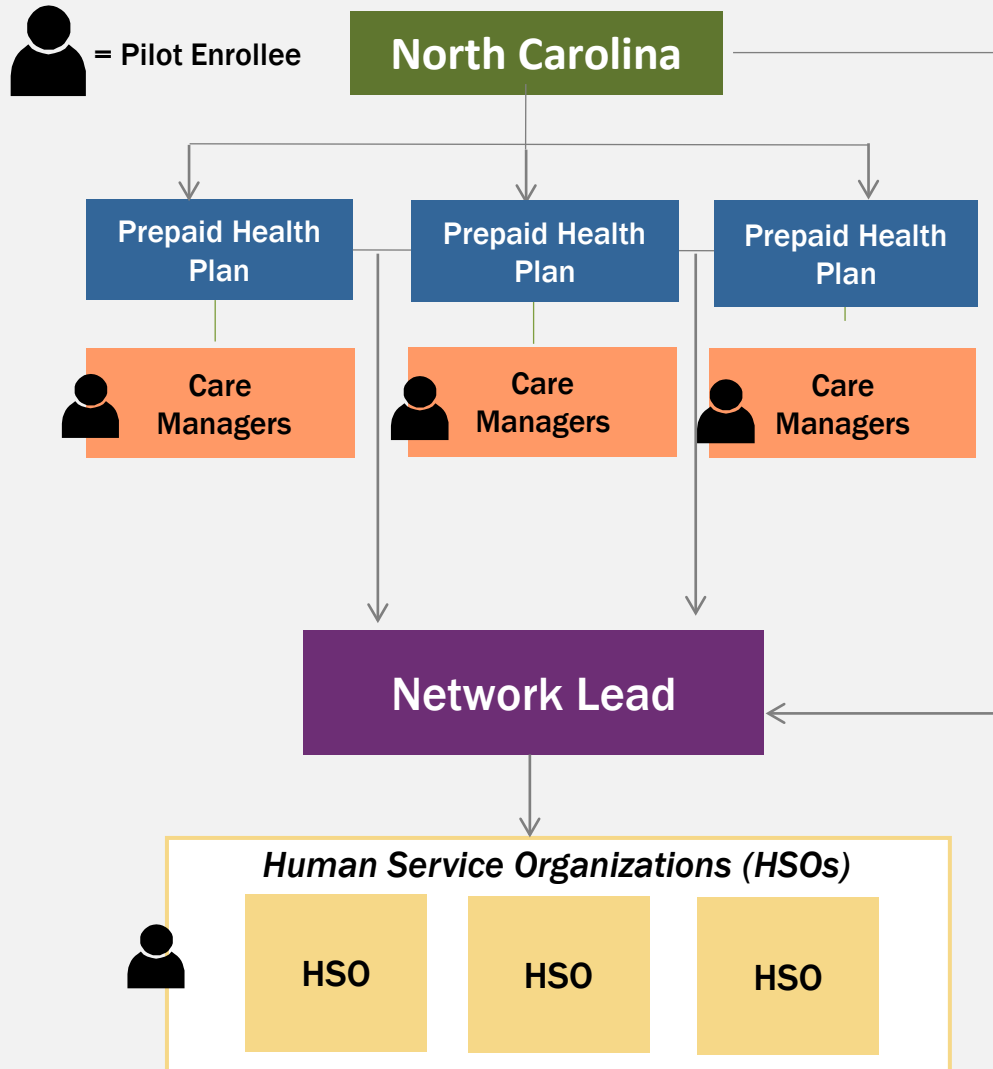 = Pilot Enrollee
North Carolina
Prepaid Health
Plan
Prepaid Health
Plan
Prepaid Health
Plan
Care
Managers
Care
Managers
Care
Managers
Network Lead
Human Service Organizations (HSOs)
HSO
HSO
HSO